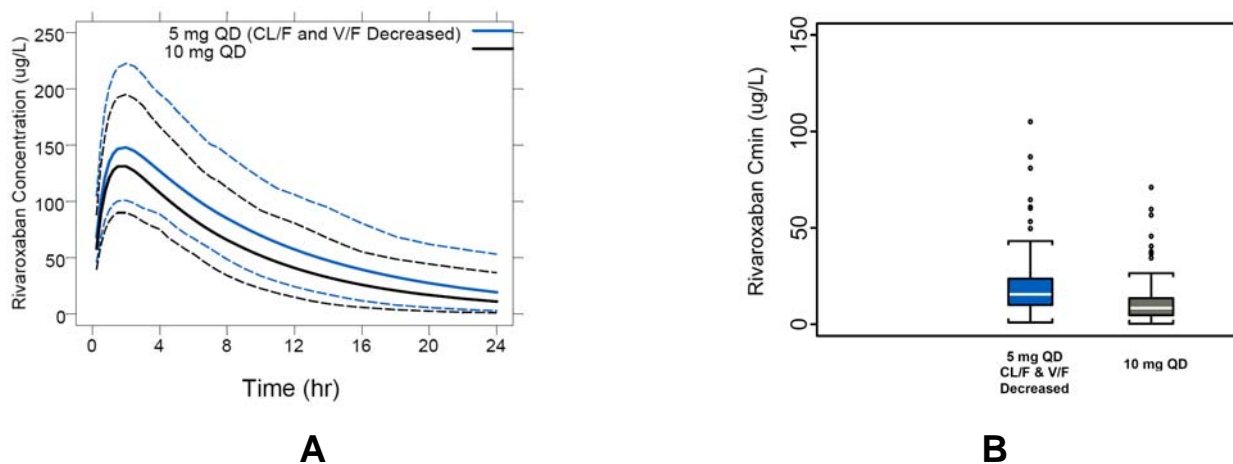 Rivaroxaban Concentration (ug/L)
250
200
150
100
50
0
5 mg QD (CL/F and V/F Decreased)
10 mg QD
0 4 8 12 16 20 24
Time (hr)
A
Rivaroxaban Cmin (ug/L)
150
100
50
0
5 mg QD
CL/F & V/F
Decreased
10 mg QD
B